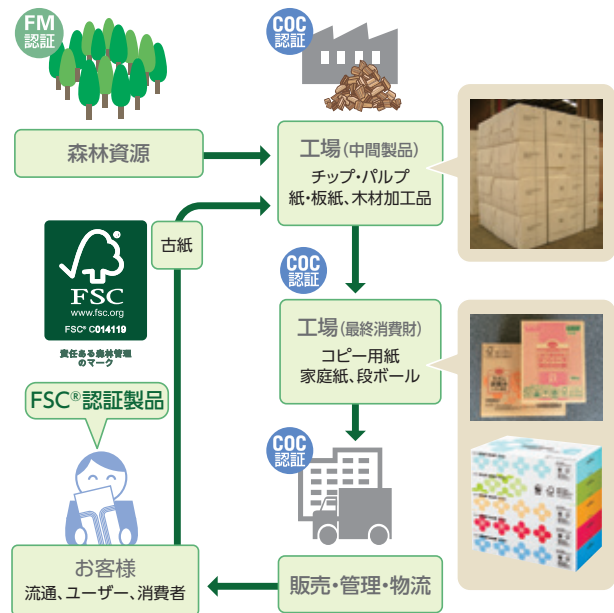 FM
認証
COC
認証
森林資源
工場(中間製品)
チップ・パルプ
紙・板紙、木材加工品
古紙
FSC
www.fsc.org
FSC® C014119
責任ある森林管理
のマーク
COC
認証
工場(最終消費財)
コピー用紙
家庭紙、段ボール
FSC®認証製品
COC
認証
お客様
流通、ユーザー、消費者
販売・管理・物流